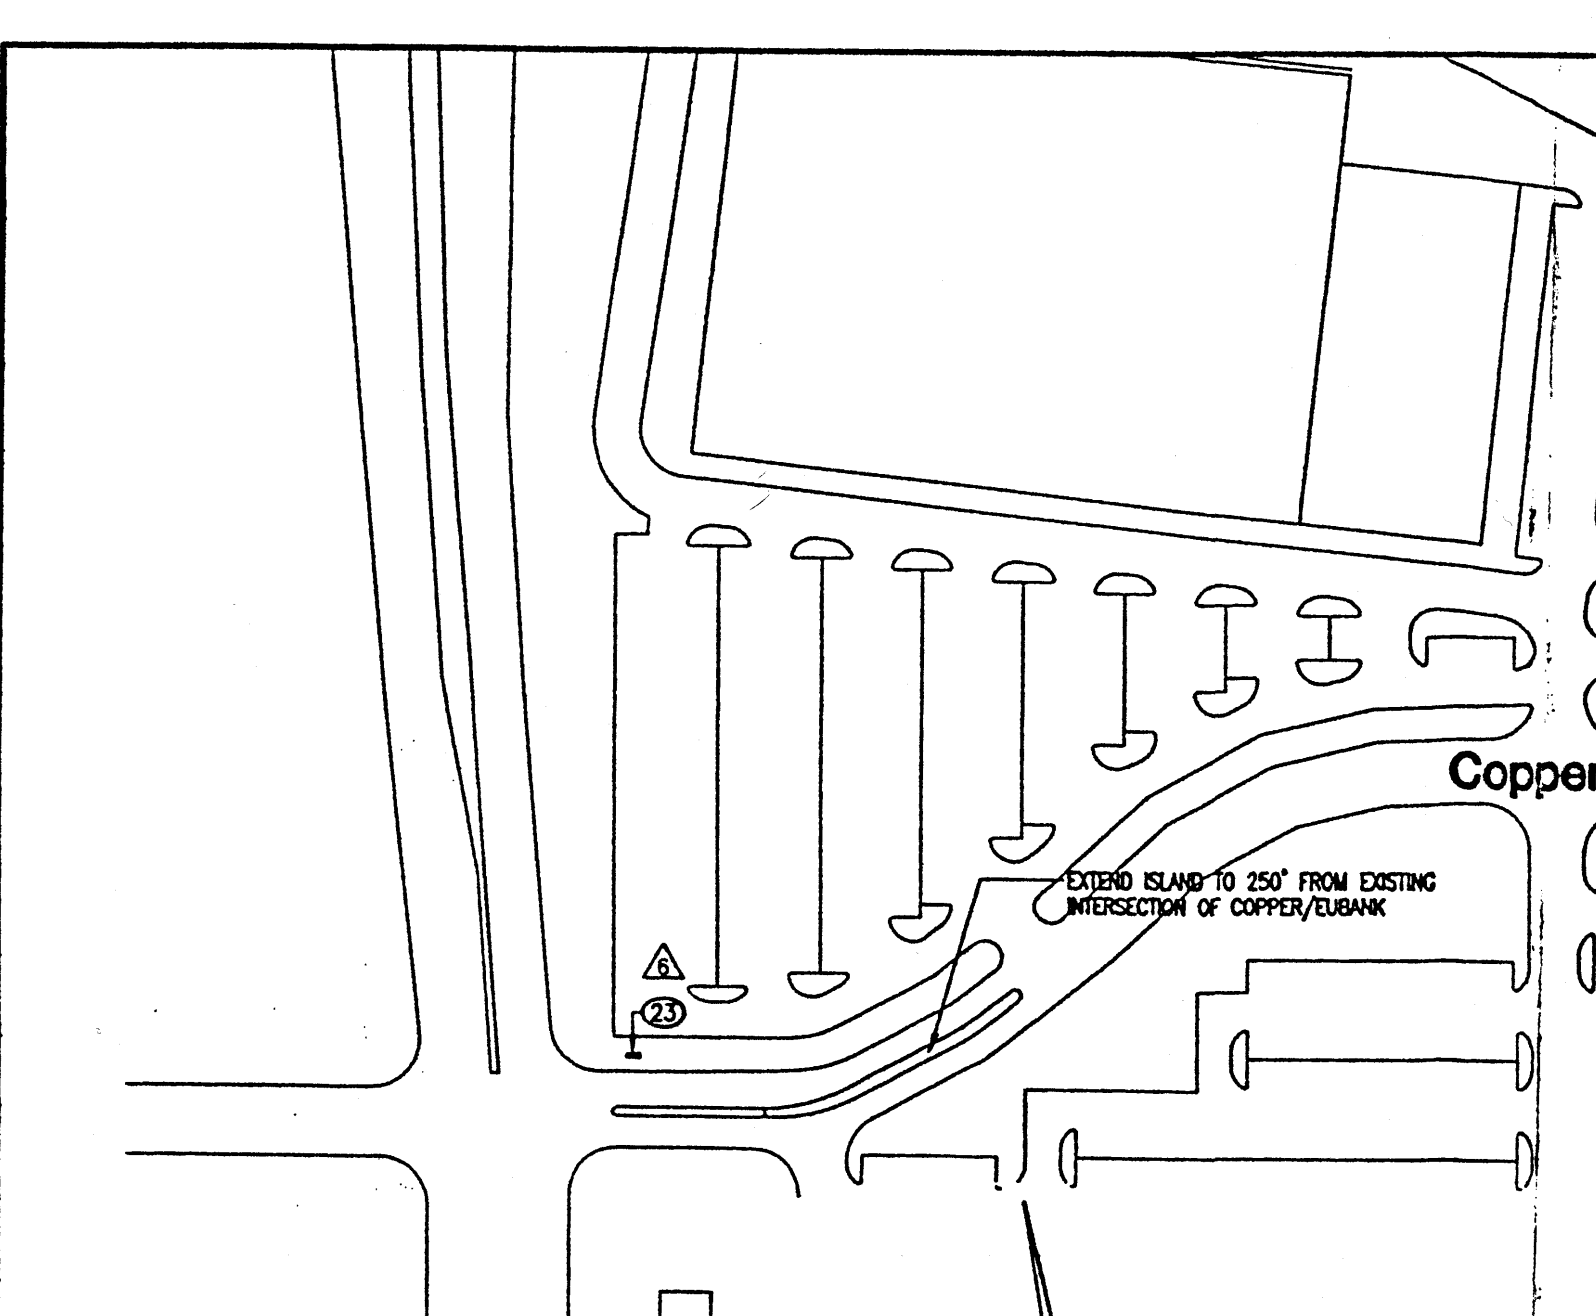 Copper
EXTEND ISLAND TO 250' FROM EXISTING
INTERSECTION OF COPPER/EUBANK
6
23